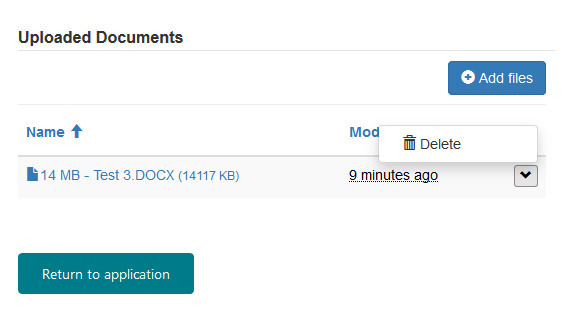 Uploaded Documents
Add files
Name Mod
Delete
14 MB - Test 3.DOCX (14117 KB) 9 minutes ago
Return to application